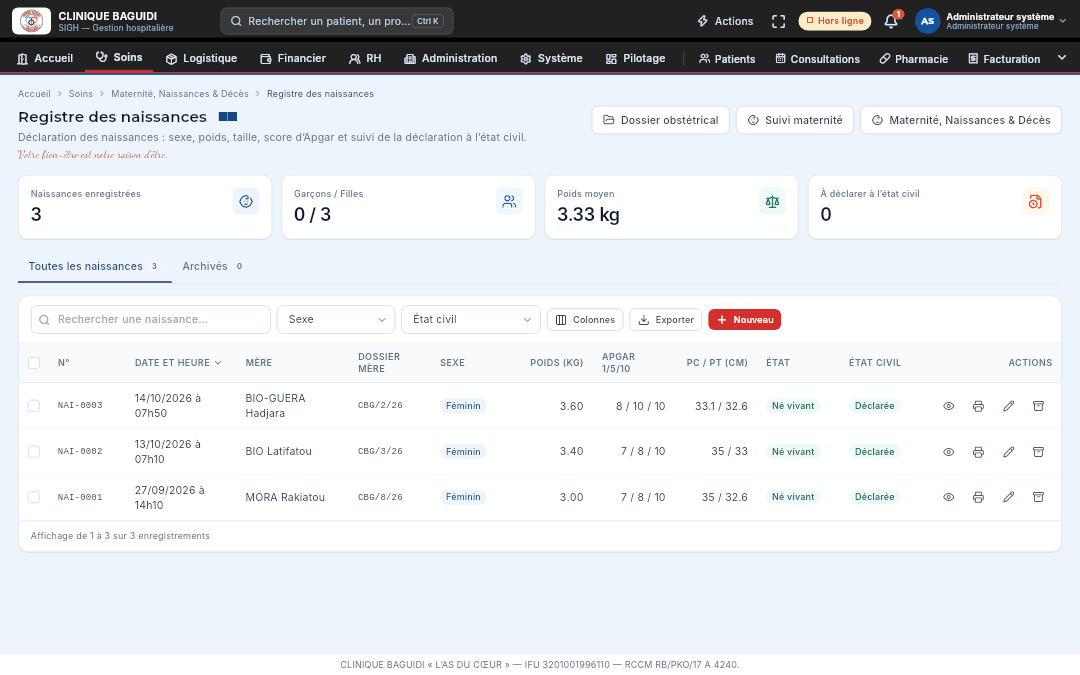 CLINIQUE BAGUIDI
SIGH — Gestion hospitalière
Rechercher un patient, un pro... Ctrl K
Actions
Hors ligne
1
AS
Administrateur système
Administrateur système
Accueil Soins Logistique Financier RH Administration Système Pilotage Patients Consultations Pharmacie Facturation
Accueil > Soins > Maternité, Naissances & Décès > Registre des naissances
Registre des naissances
Déclaration des naissances : sexe, poids, taille, score d'Apgar et suivi de la déclaration à l'état civil.
Votre bien-être est notre raison d'être.
Dossier obstétrical Suivi maternité Maternité, Naissances & Décès
Naissances enregistrées
3
Garçons / Filles
0 / 3
Poids moyen
3.33 kg
À déclarer à l'état civil
0
Toutes les naissances 3 Archivés 0
Rechercher une naissance... Sexe État civil Colonnes Exporter + Nouveau
N° DATE ET HEURE MÈRE DOSSIER MÈRE SEXE POIDS (KG) APGAR 1/5/10 PC / PT (CM) ÉTAT ÉTAT CIVIL ACTIONS
NAI-0003 14/10/2026 à 07h50 BIO-GUERA Hadjara CBG/2/26 Féminin 3.60 8 / 10 / 10 33.1 / 32.6 Né vivant Déclarée
NAI-0002 13/10/2026 à 07h10 BIO Latifatou CBG/3/26 Féminin 3.40 7 / 8 / 10 35 / 33 Né vivant Déclarée
NAI-0001 27/09/2026 à 14h10 MORA Rakiatou CBG/8/26 Féminin 3.00 7 / 8 / 10 35 / 32.6 Né vivant Déclarée
Affichage de 1 à 3 sur 3 enregistrements
CLINIQUE BAGUIDI « L'AS DU CŒUR » — IFU 3201001996110 — RCCM RB/PKO/17 A 4240.